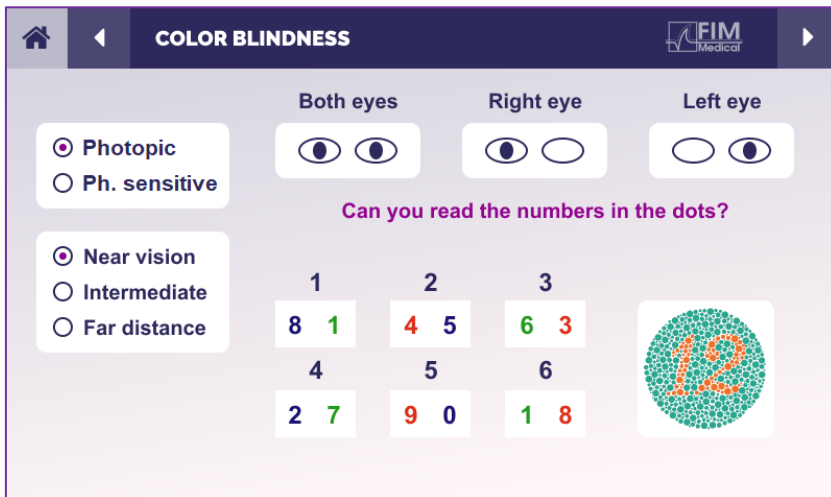 COLOR BLINDNESS
FIM
Medical
Both eyes
Right eye
Left eye
Photopic
Ph. sensitive
Can you read the numbers in the dots?
Near vision
Intermediate
Far distance
1 2 3
8 1 4 5 6 3
4 5 6
2 7 9 0 1 8
12